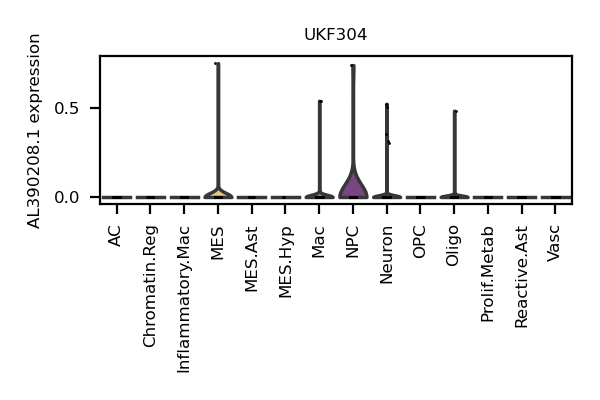 UKF304
AL390208.1 expression
0.5
0.0
AC
Chromatin.Reg
Inflammatory.Mac
MES
MES.Ast
MES.Hyp
Mac
NPC
Neuron
OPC
Oligo
Prolif.Metab
Reactive.Ast
Vasc